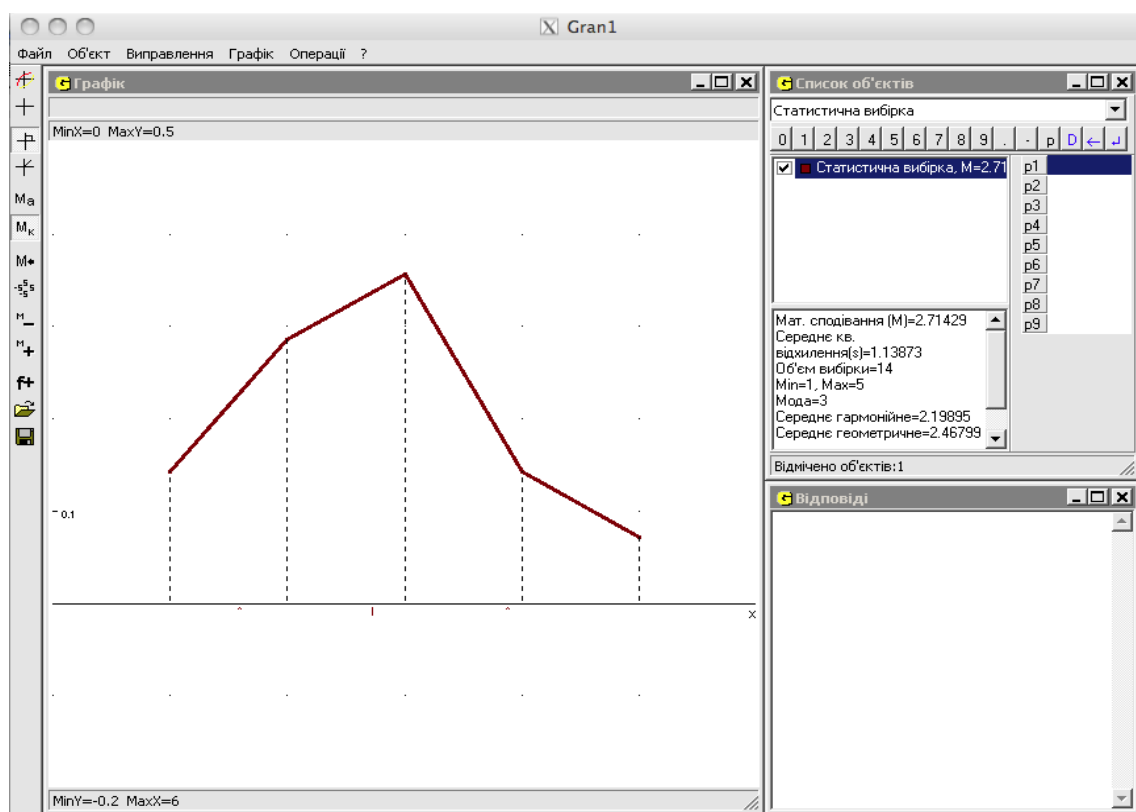 Gran1
Файл Об'єкт Виправлення Графік Операції ?
Графік
MinX=0 MaxY=0.5
0.1
x
MinY=-0.2 MaxX=6
Ma
Mк
M
-5 5 s
M
M
f+
Список об'єктів
Статистична вибірка
0 1 2 3 4 5 6 7 8 9 . - p D ← ↲
Статистична вибірка, M=2.71
p1
p2
p3
p4
p5
p6
p7
p8
p9
Мат. сподівання (M)=2.71429
Середнє кв.
відхилення(s)=1.13873
Об'єм вибірки=14
Min=1, Max=5
Мода=3
Середнє гармонійне=2.19895
Середнє геометричне=2.46799
Відмічено об'єктів:1
Відповіді